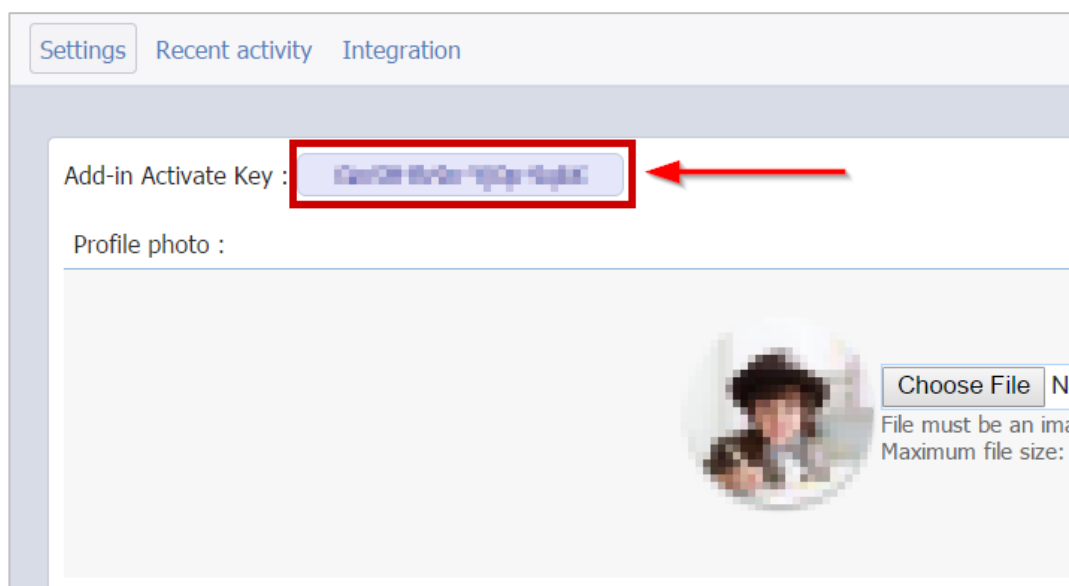 Settings Recent activity Integration
Add-in Activate Key :
Profile photo :
Choose File N
File must be an ima
Maximum file size: